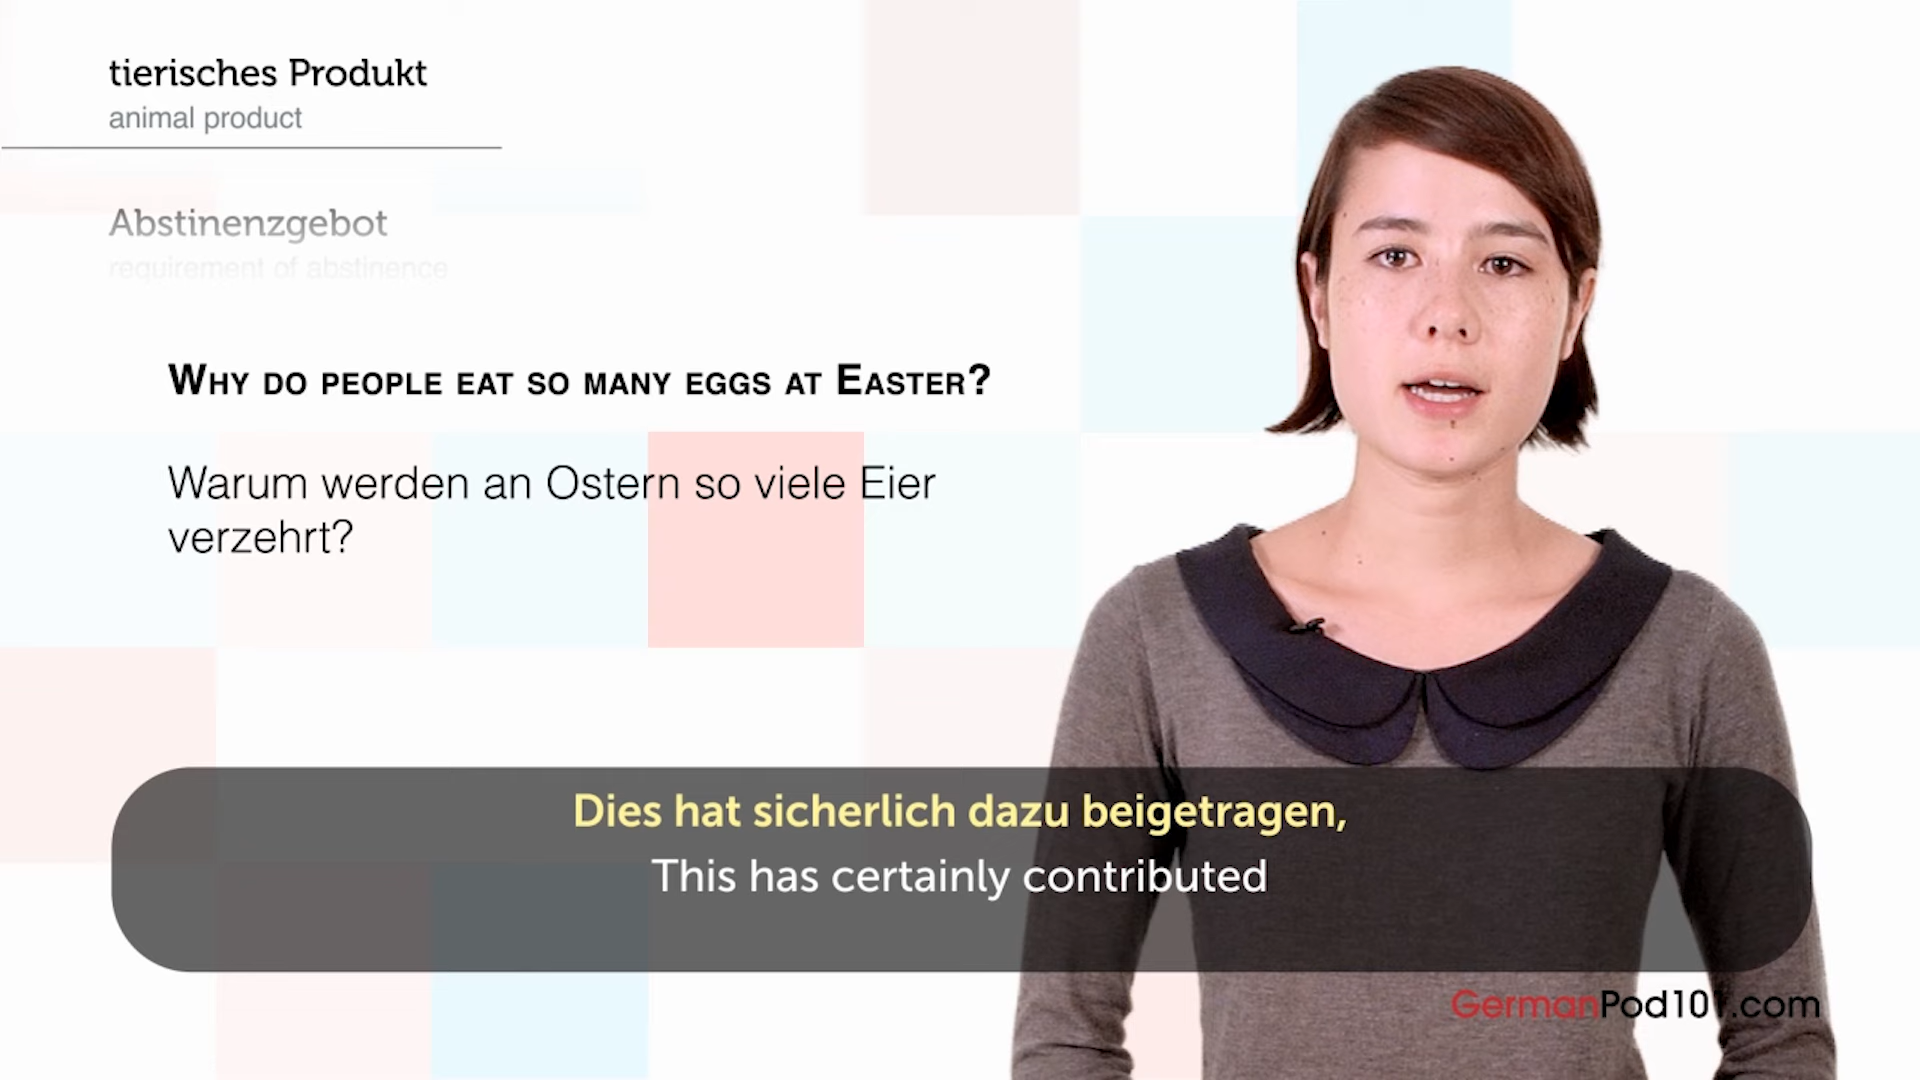 tierisches Produkt
animal product
Abstinenzgebot
requirement of abstinence
WHY DO PEOPLE EAT SO MANY EGGS AT EASTER?
Warum werden an Ostern so viele Eier
verzehrt?
Dies hat sicherlich dazu beigetragen,
This has certainly contributed
GermanPod101.com